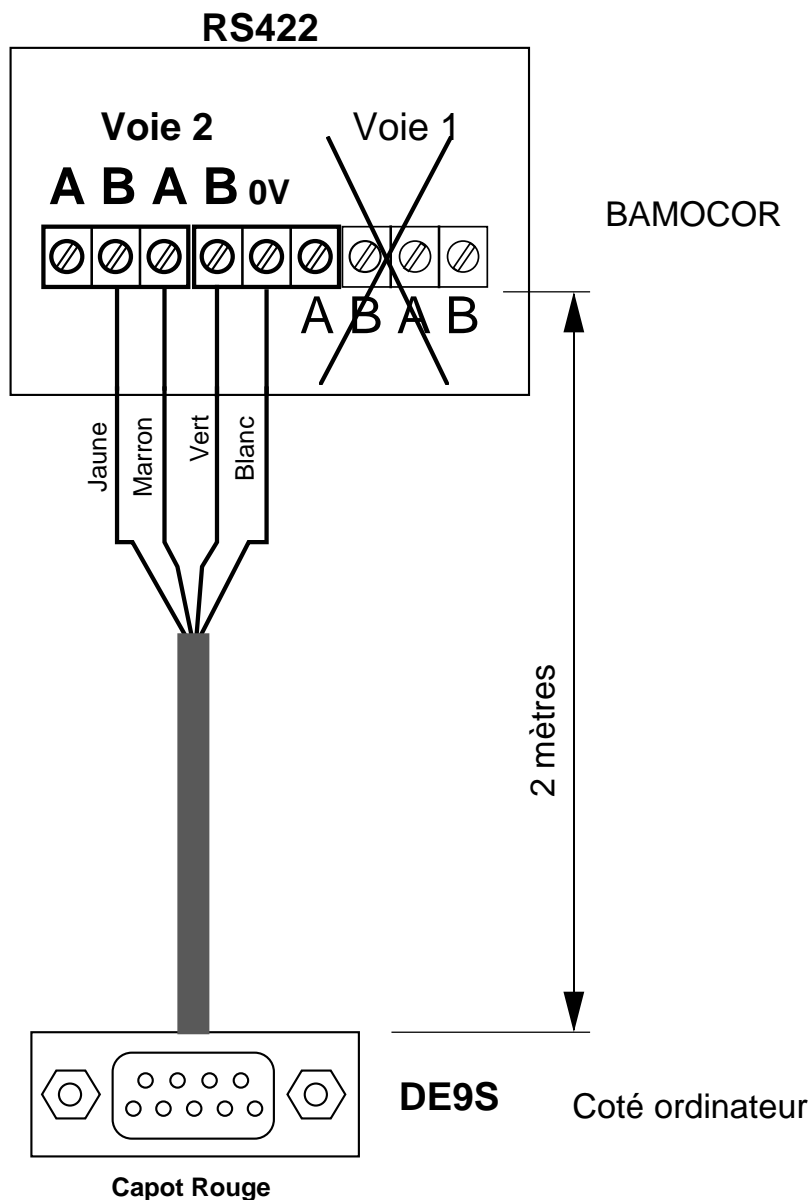 RS422
Voie 2 Voie 1
A B A B 0V
BAMOCOR
A B A B
Jaune
Marron
Vert
Blanc
2 mètres
DE9S
Coté ordinateur
Capot Rouge